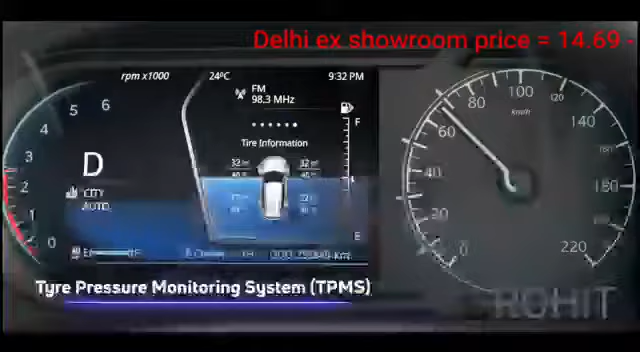 Delhi ex showroom price = 14.69 -
rpm x1000
24°C
9:32 PM
FM
98.3 MHz
Tire Information
32
32
D
CITY
AUTO
F
E
0
1
2
3
4
5
6
0
20
40
60
80
100
120
140
180
220
km/h
Tyre Pressure Monitoring System (TPMS)
ROHIT